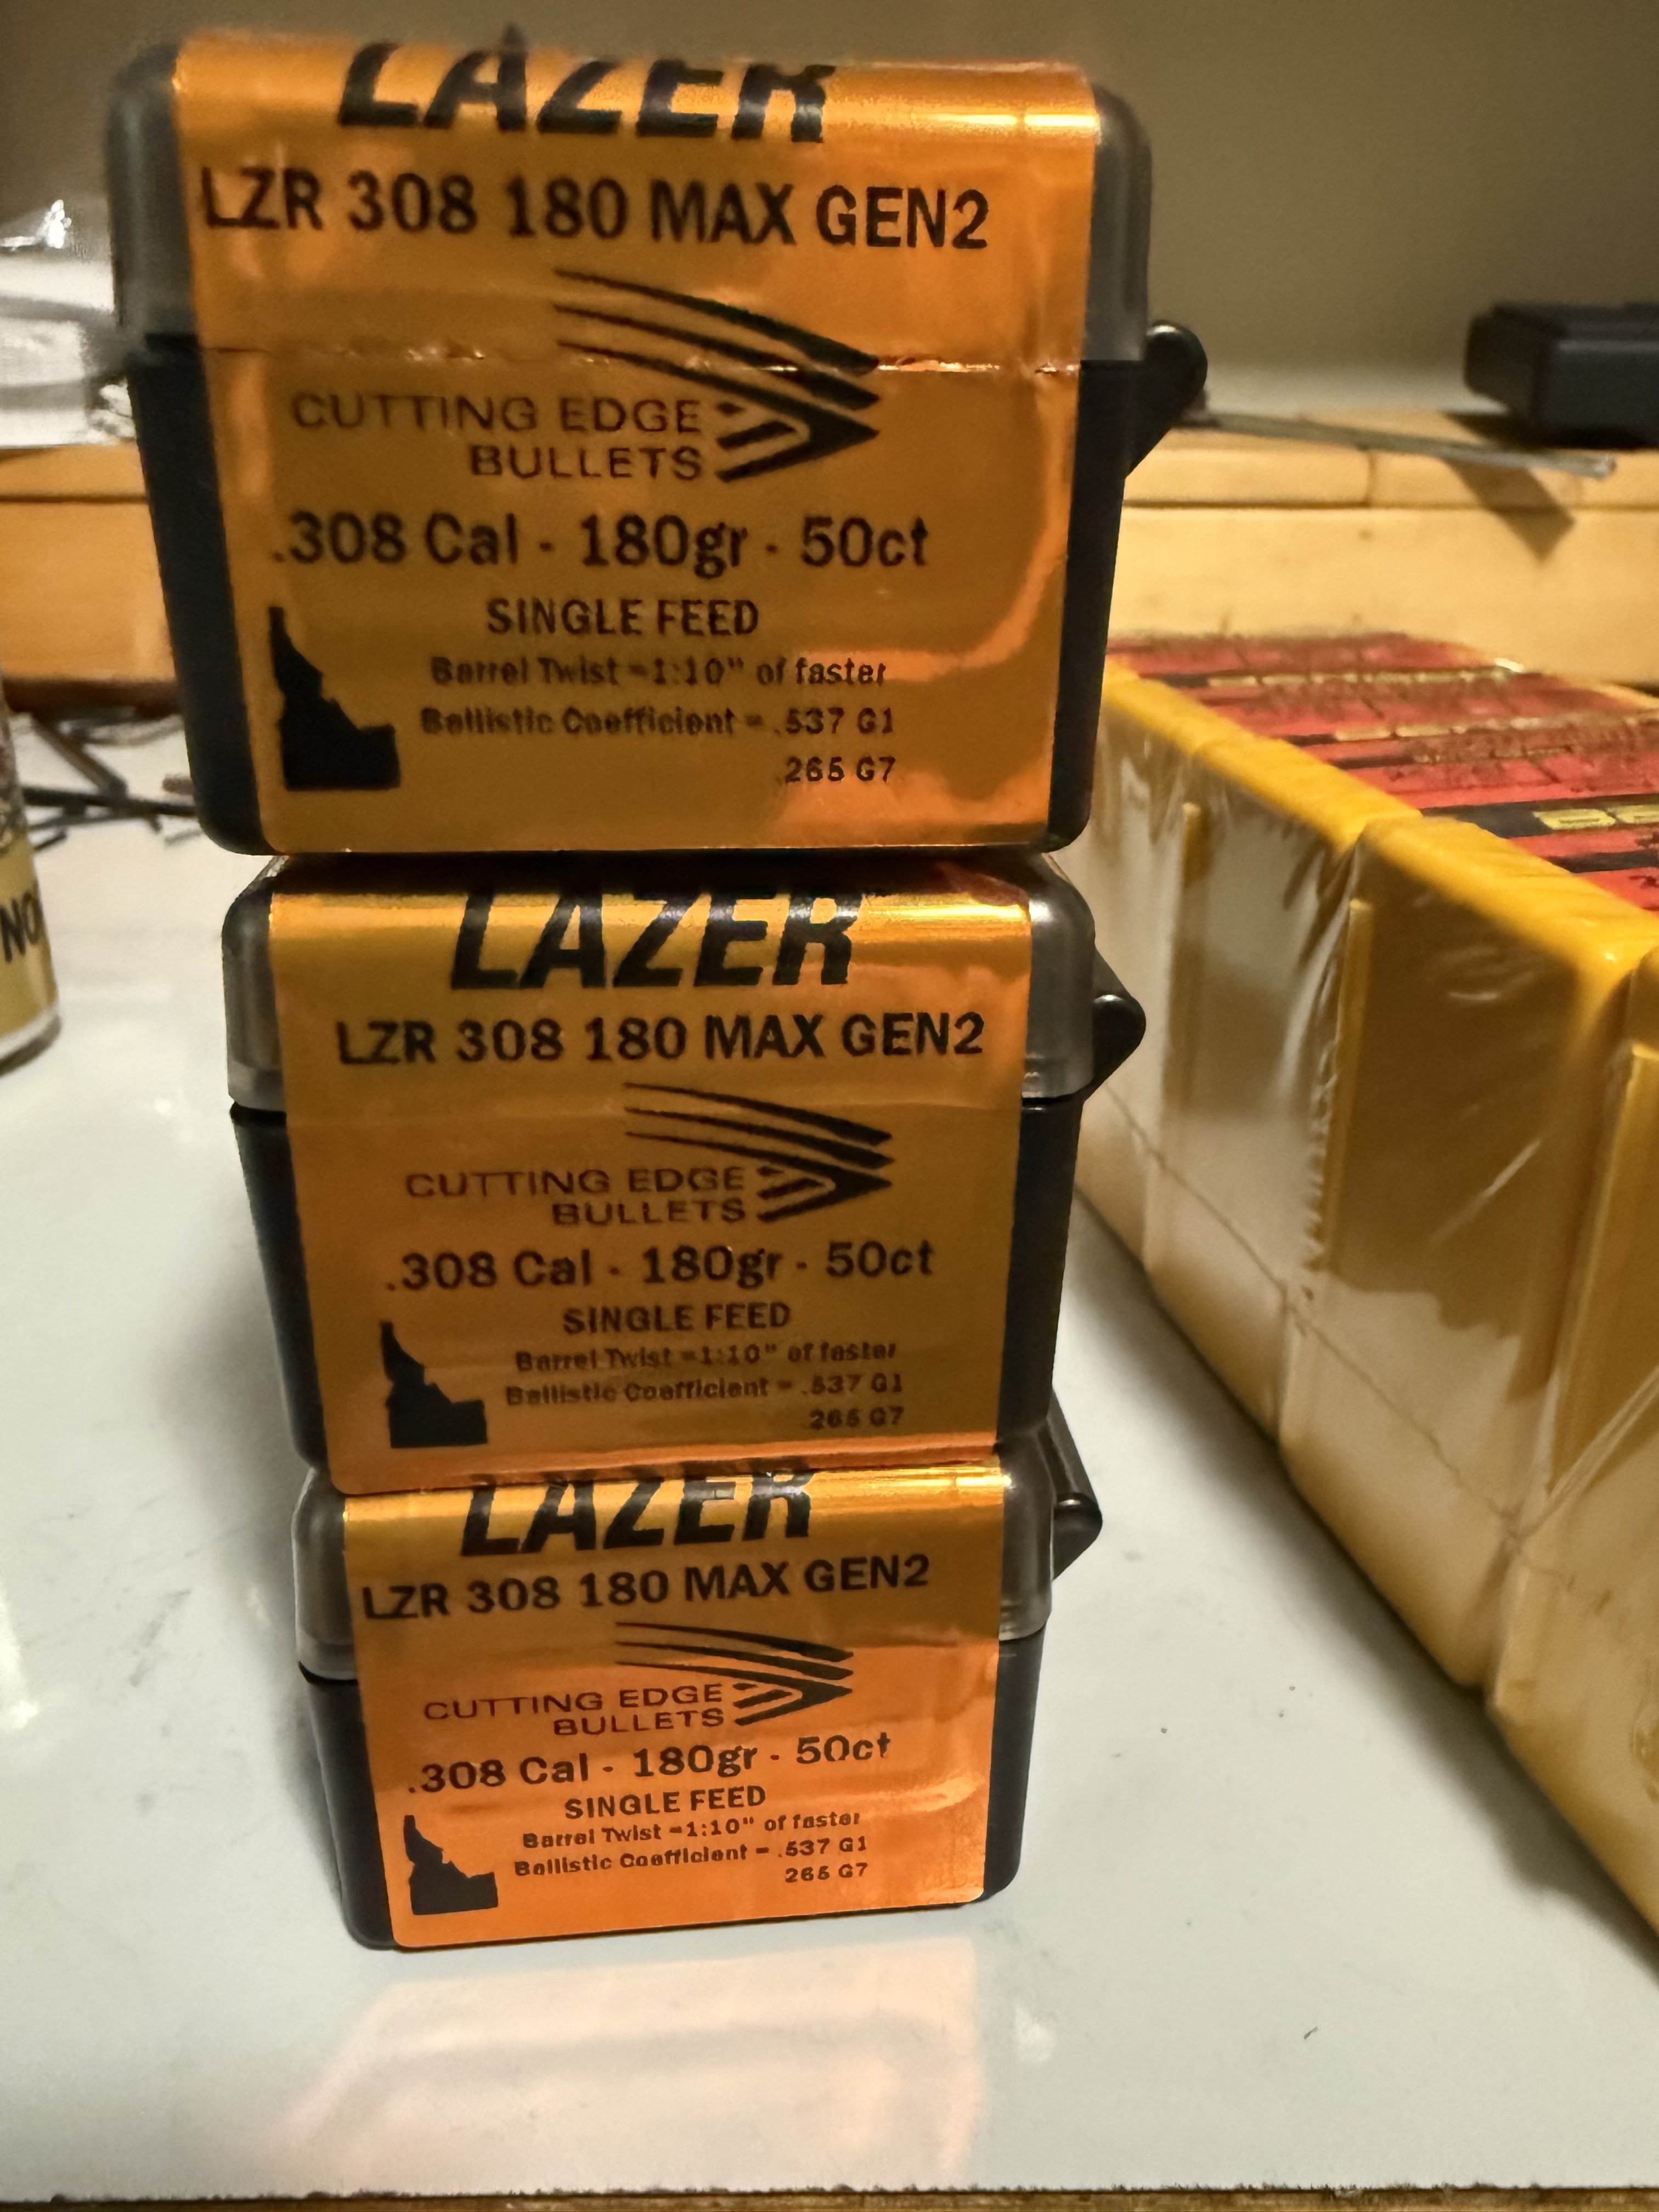 LAZER
LZR 308 180 MAX GEN2
CUTTING EDGE
BULLETS
.308 Cal - 180gr - 50ct
SINGLE FEED
Barrel Twist =1:10" of faster
Ballistic Coefficient = .537 G1
.265 G7
LAZER
LZR 308 180 MAX GEN2
CUTTING EDGE
BULLETS
.308 Cal - 180gr - 50ct
SINGLE FEED
Barrel Twist =1:10" of faster
Ballistic Coefficient = .537 G1
.265 G7
LAZER
LZR 308 180 MAX GEN2
CUTTING EDGE
BULLETS
.308 Cal - 180gr - 50ct
SINGLE FEED
Barrel Twist =1:10" of faster
Ballistic Coefficient = .537 G1
.265 G7